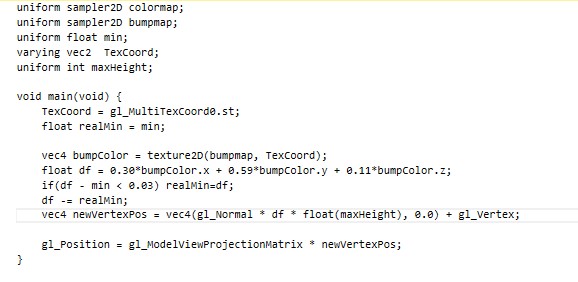 uniform sampler2D colormap;
uniform sampler2D bumpmap;
uniform float min;
varying vec2  TexCoord;
uniform int maxHeight;

void main(void) {
    TexCoord = gl_MultiTexCoord0.st;
    float realMin = min;

    vec4 bumpColor = texture2D(bumpmap, TexCoord);
    float df = 0.30*bumpColor.x + 0.59*bumpColor.y + 0.11*bumpColor.z;
    if(df - min < 0.03) realMin=df;
    df -= realMin;
    vec4 newVertexPos = vec4(gl_Normal * df * float(maxHeight), 0.0) + gl_Vertex;

    gl_Position = gl_ModelViewProjectionMatrix * newVertexPos;
}